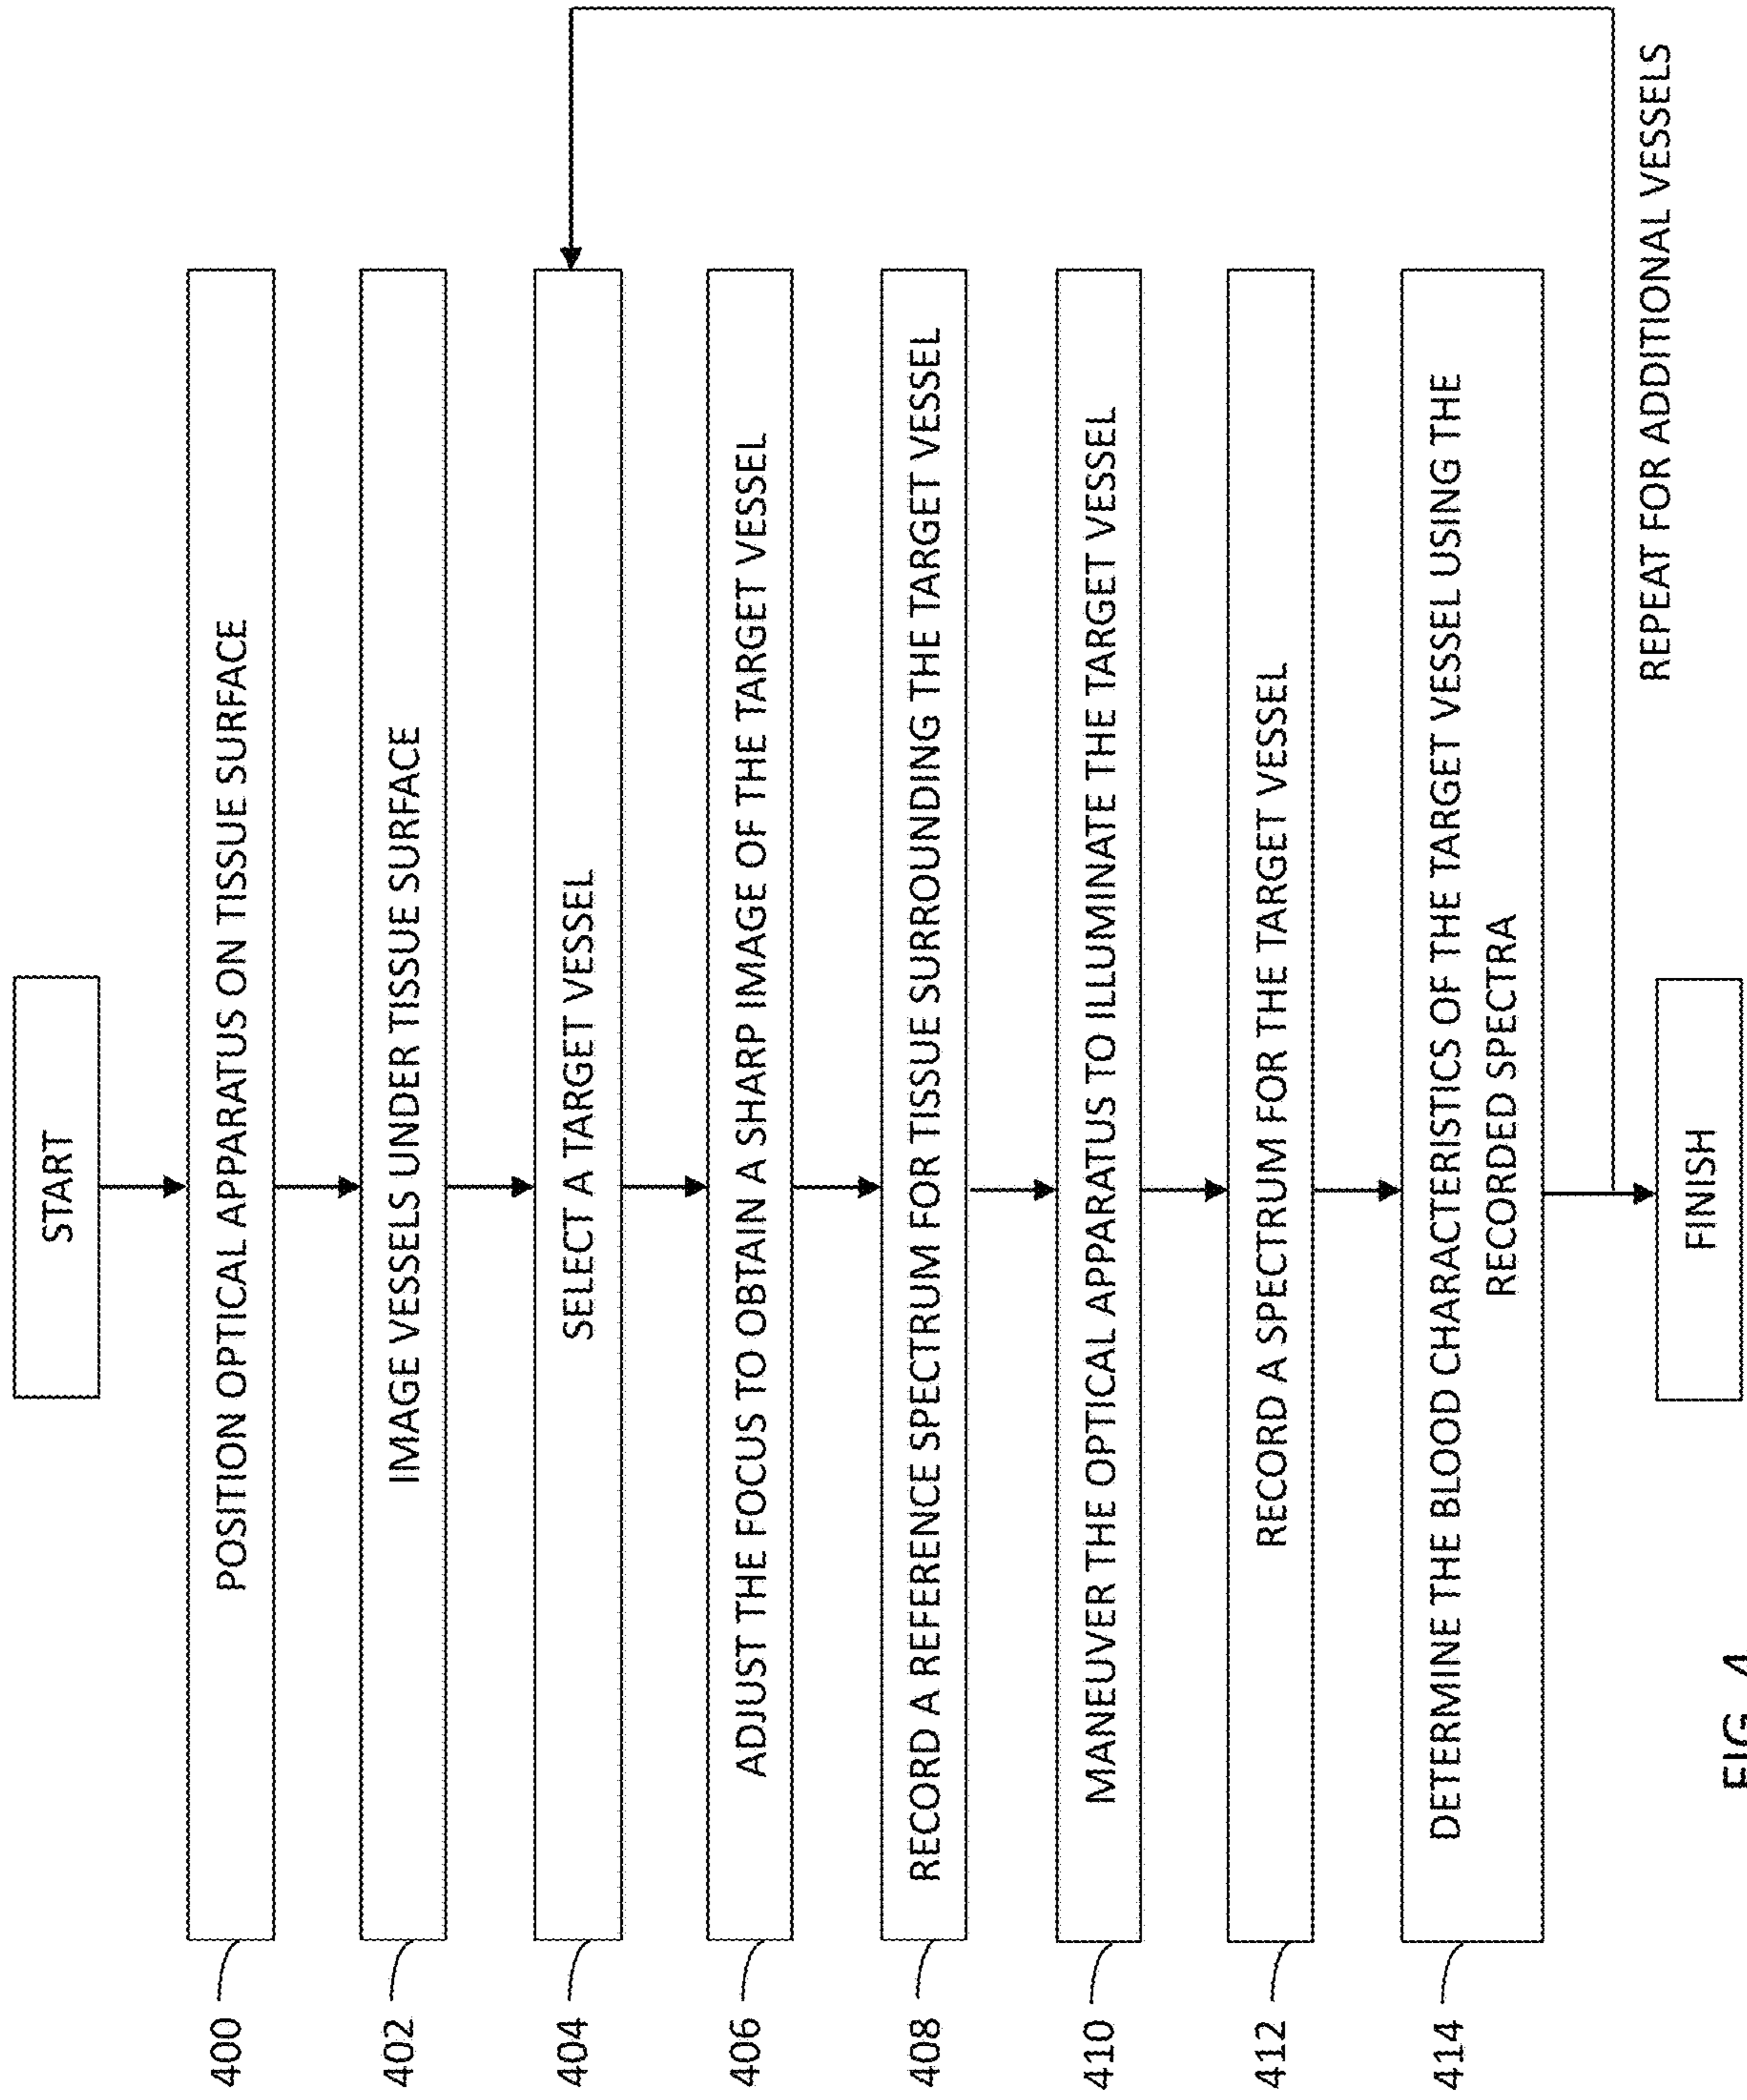 START
400
POSITION OPTICAL APPARATUS ON TISSUE SURFACE
402
IMAGE VESSELS UNDER TISSUE SURFACE
404
SELECT A TARGET VESSEL
406
ADJUST THE FOCUS TO OBTAIN A SHARP IMAGE OF THE TARGET VESSEL
408
RECORD A REFERENCE SPECTRUM FOR TISSUE SURROUNDING THE TARGET VESSEL
410
MANEUVER THE OPTICAL APPARATUS TO ILLUMINATE THE TARGET VESSEL
412
RECORD A SPECTRUM FOR THE TARGET VESSEL
414
DETERMINE THE BLOOD CHARACTERISTICS OF THE TARGET VESSEL USING THE
RECORDED SPECTRA
REPEAT FOR ADDITIONAL VESSELS
FINISH
FIG. 4